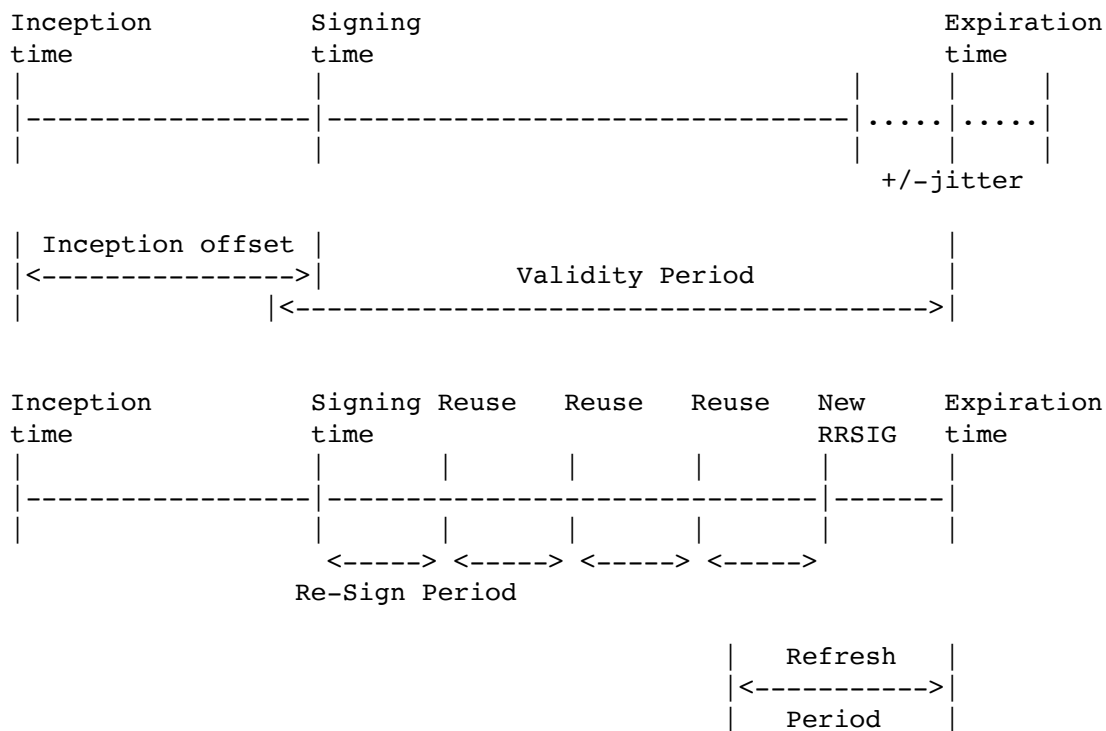 Inception Signing Expiration
time time time
+/-jitter
Inception offset
Validity Period
Inception Signing Reuse Reuse Reuse New Expiration
time time RRSIG time
Re-Sign Period
Refresh
Period